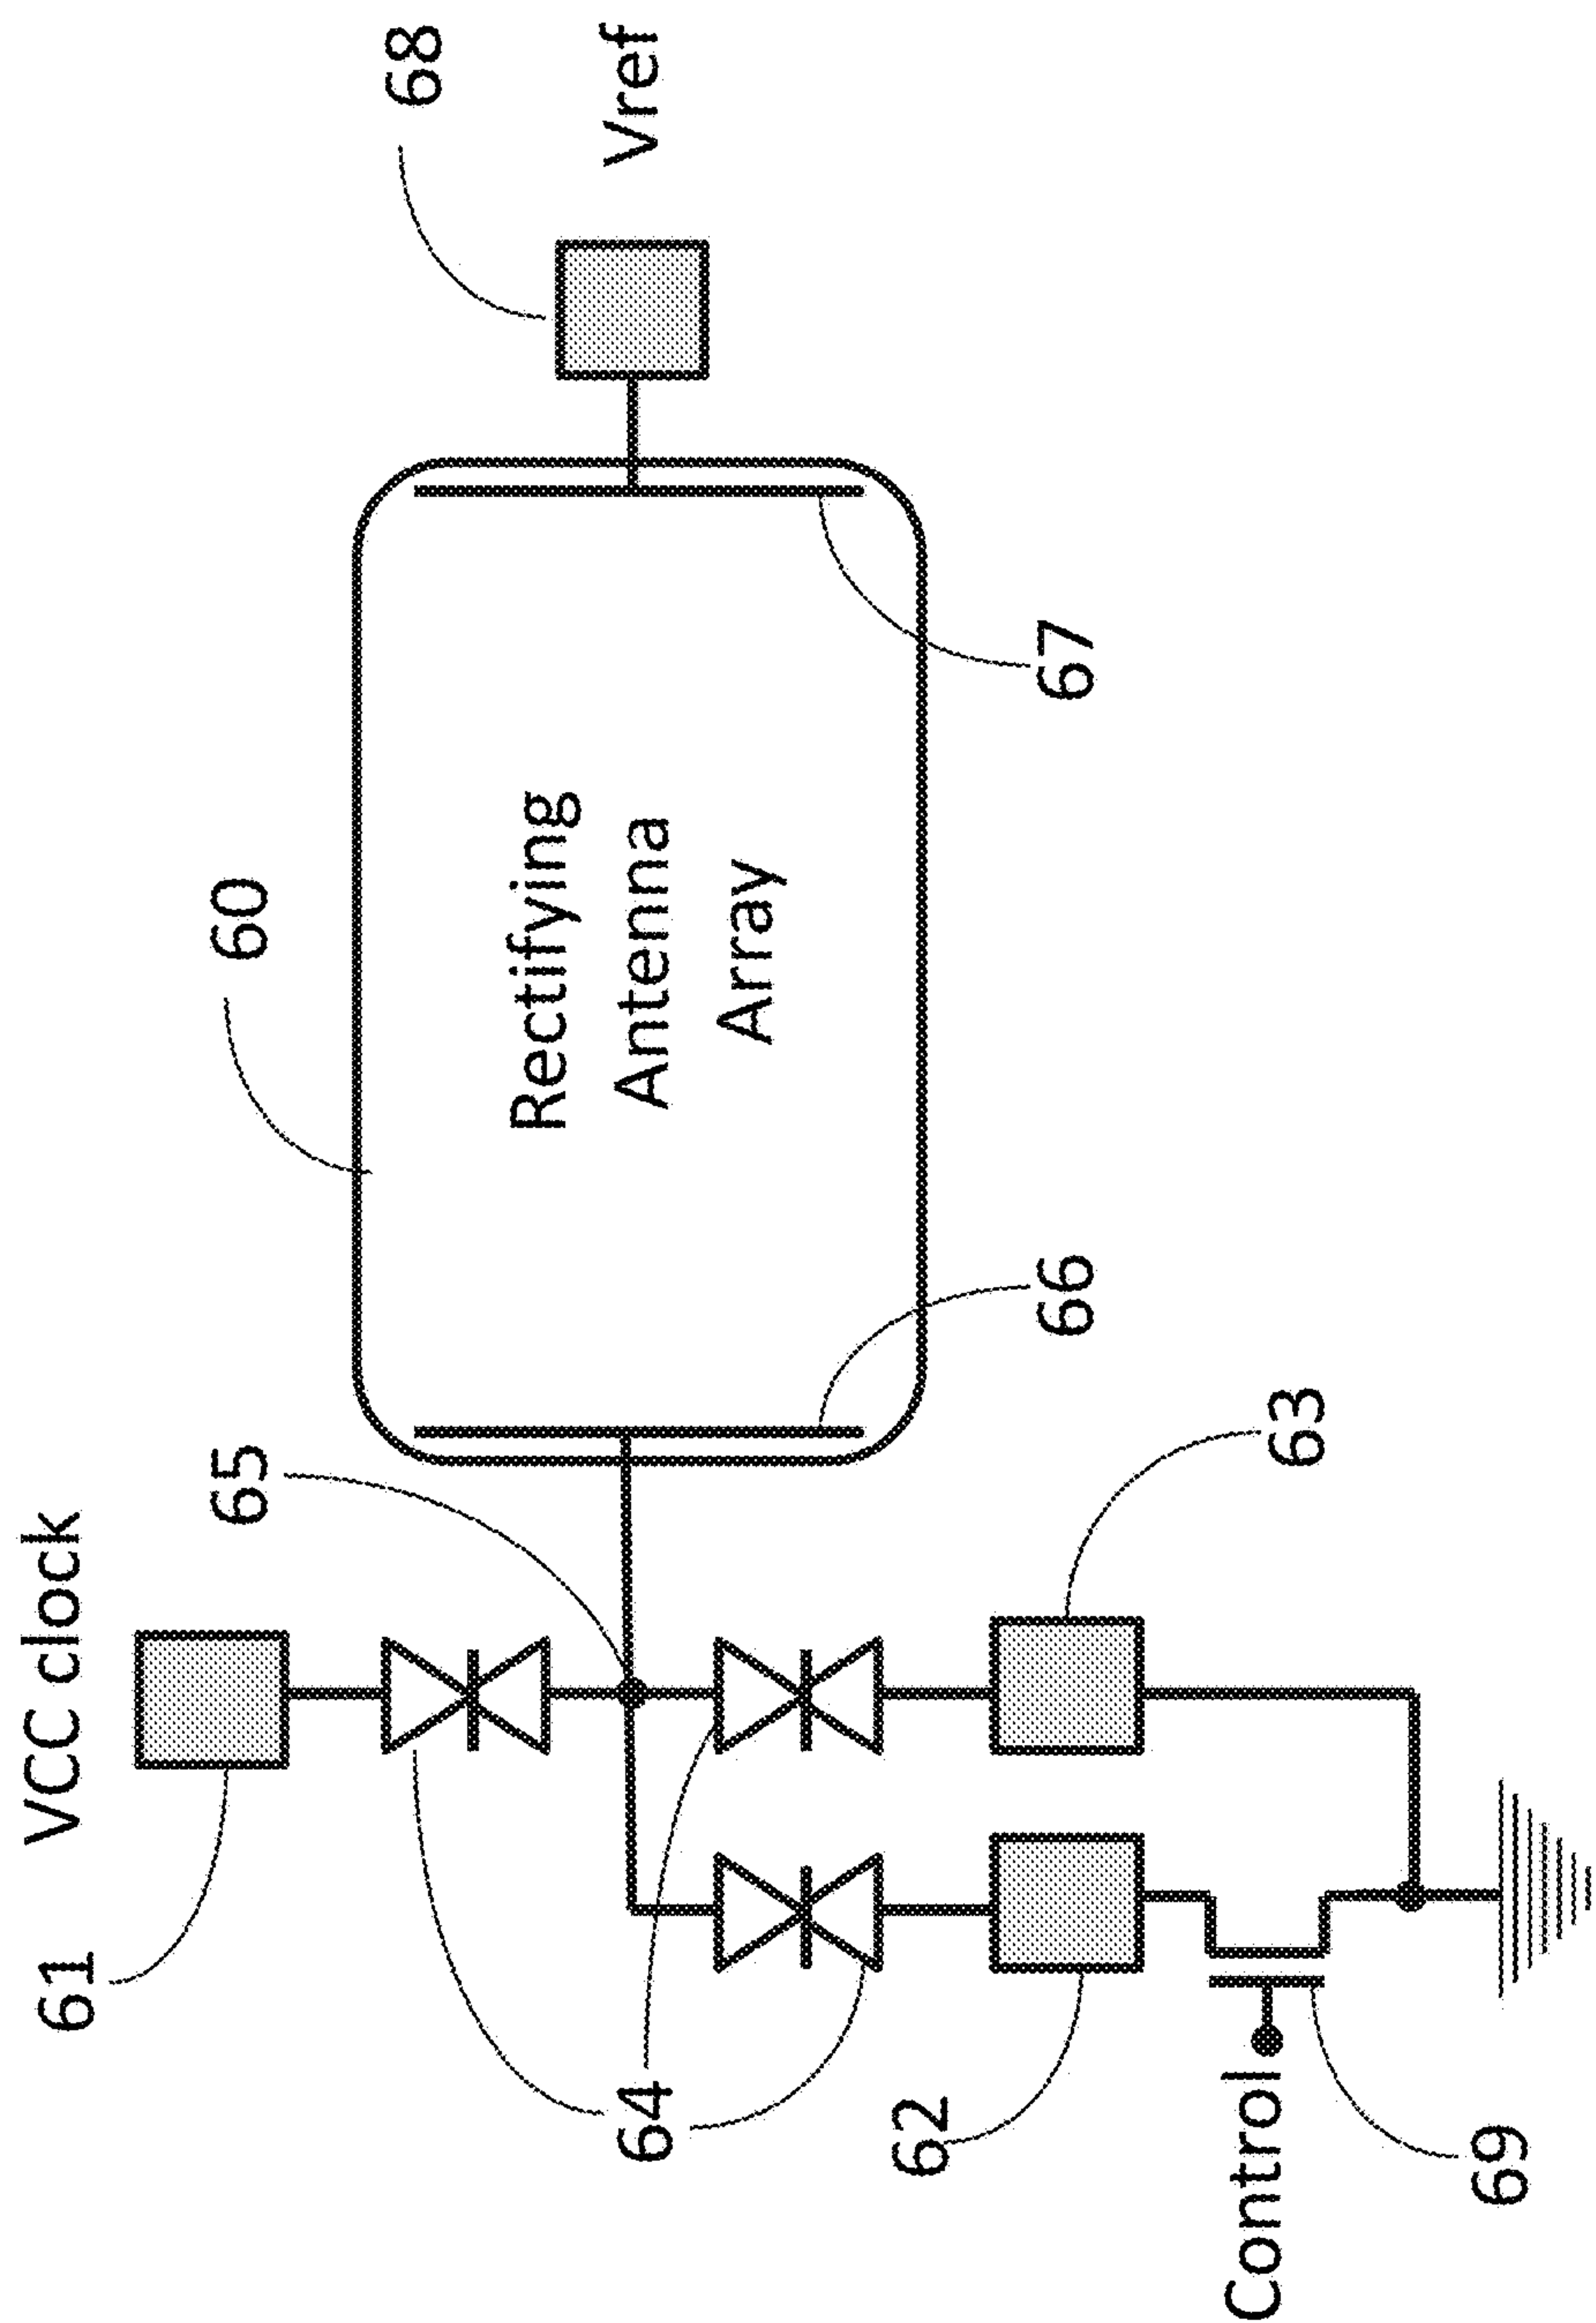 61
VCC clock
65
60
68
Rectifying
Antenna
Array
64
Vref
62
66
67
Control
63
69